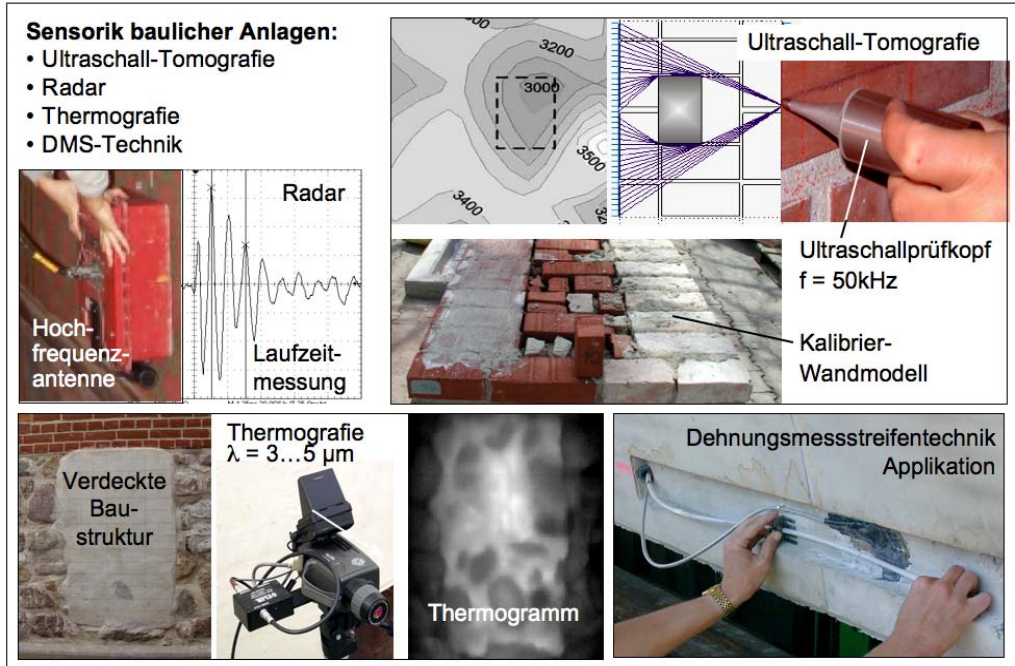 Sensorik baulicher Anlagen:
• Ultraschall-Tomografie
• Radar
• Thermografie
• DMS-Technik
3200
3000
3500
3400
Ultraschall-Tomografie
Ultraschallprüfkopf
f = 50kHz
Kalibrier-
Wandmodell
Radar
Hoch-
frequenz-
antenne
Laufzeit-
messung
Verdeckte
Bau-
struktur
Thermografie
λ = 3…5 µm
Thermogramm
Dehnungsmessstreifentechnik
Applikation